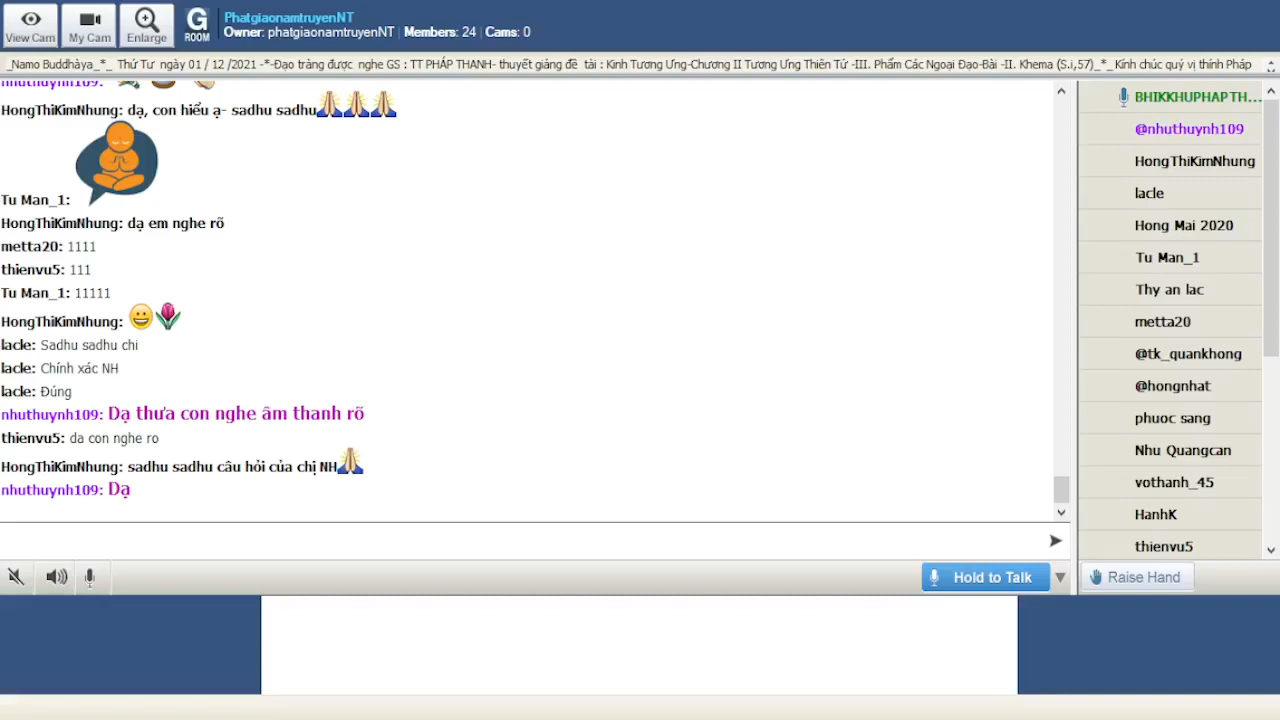 View Cam
My Cam
Enlarge
G
ROOM
PhatgiaonamtruyenNT
Owner: phatgiaonamtruyenNT | Members: 24 | Cams: 0
_Namo Buddhàya_*_ Thứ Tư ngày 01 / 12 /2021 -*-Đạo tràng được nghe GS : TT PHÁP THANH- thuyết giảng đề tài : Kinh Tương Ưng-Chương II Tương Ưng Thiên Tử -III. Phẩm Các Ngoại Đạo-Bài -II. Khema (S.i,57)_*_Kính chúc quý vị thính Pháp
nhuthuynh109:
HongThiKimNhung: dạ, con hiểu ạ- sadhu sadhu
Tu Man_1:
HongThiKimNhung: dạ em nghe rõ
metta20: 1111
thienvu5: 111
Tu Man_1: 11111
HongThiKimNhung:
lacle: Sadhu sadhu chi
lacle: Chính xác NH
lacle: Đúng
nhuthuynh109: Dạ thưa con nghe âm thanh rõ
thienvu5: da con nghe ro
HongThiKimNhung: sadhu sadhu câu hỏi của chị NH
nhuthuynh109: Dạ
Hold to Talk
BHIKKHUPHAPTH...
@nhuthuynh109
HongThiKimNhung
lacle
Hong Mai 2020
Tu Man_1
Thy an lac
metta20
@tk_quankhong
@hongnhat
phuoc sang
Nhu Quangcan
vothanh_45
HanhK
thienvu5
Raise Hand